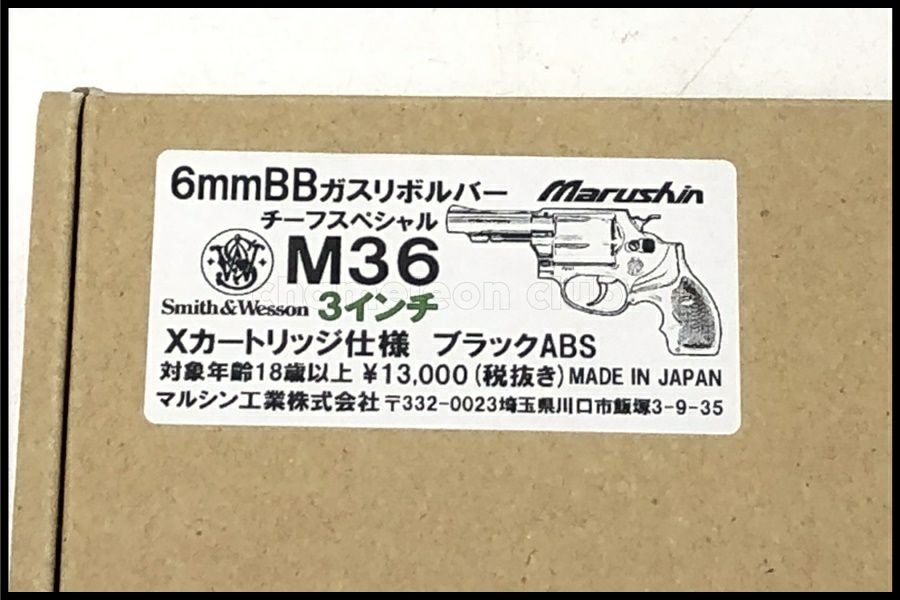 6mmBBガスリボルバー Marushin
チーフスペシャル
M36
Smith & Wesson 3インチ
chameleon club
Xカートリッジ仕様 ブラックABS
対象年齢18歳以上 ¥13,000(税抜き) MADE IN JAPAN
マルシン工業株式会社 〒332-0023埼玉県川口市飯塚3-9-35